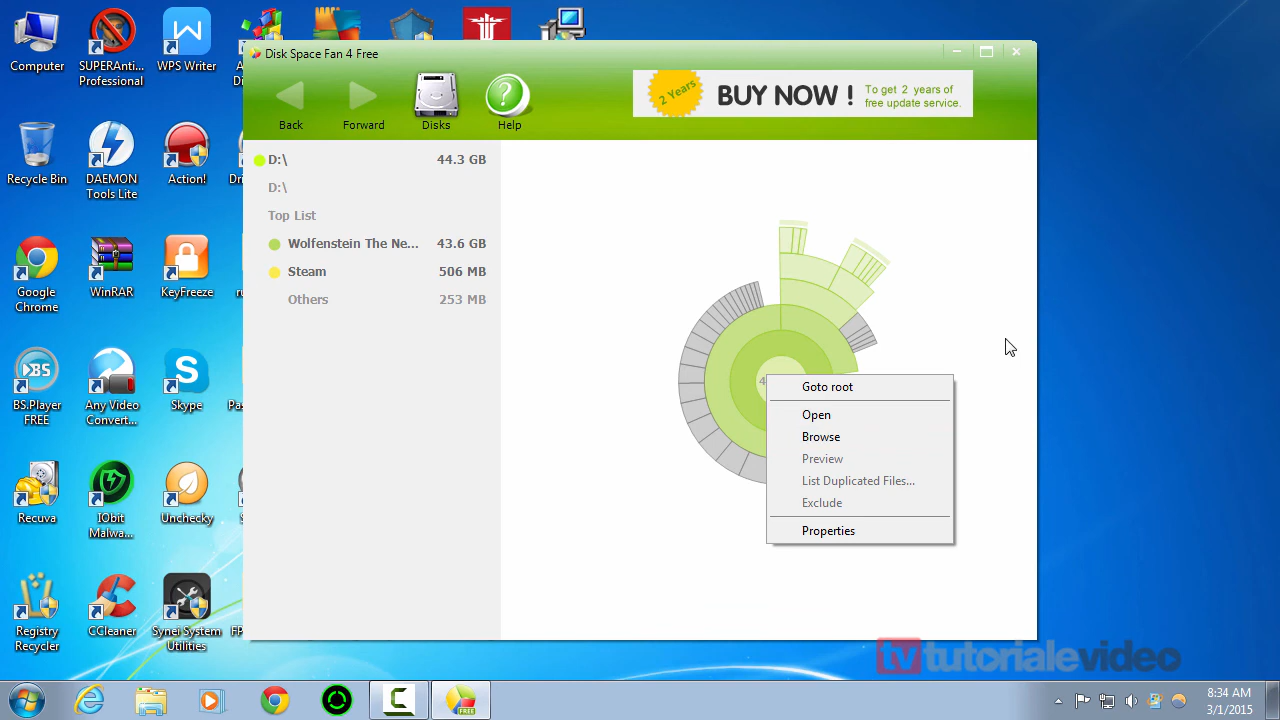 Computer
SUPERAnti...
Professional
WPS Writer
Recycle Bin
DAEMON
Tools Lite
Action!
Google
Chrome
WinRAR
KeyFreeze
BS.Player
FREE
Any Video
Convert...
Skype
Recuva
IObit
Malwa...
Unchecky
Registry
Recycler
CCleaner
Synei System
Utilities
Disk Space Fan 4 Free
Back
Forward
Disks
Help
2 Years
BUY NOW !
To get 2 years of
free update service.
D:\ 44.3 GB
D:\
Top List
Wolfenstein The Ne... 43.6 GB
Steam 506 MB
Others 253 MB
Goto root
Open
Browse
Preview
List Duplicated Files...
Exclude
Properties
tvtutorialevideo
FREE
8:34 AM
3/1/2015